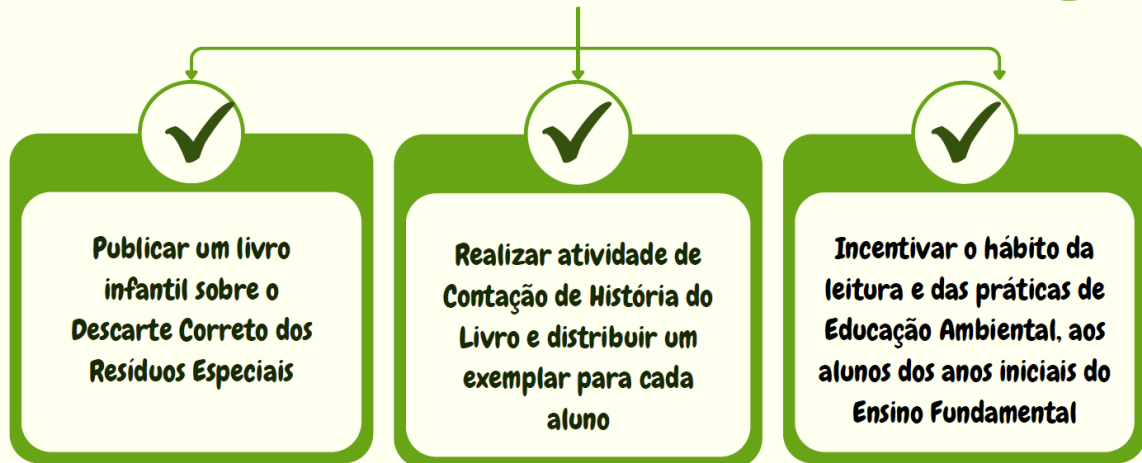 Publicar um livro
infantil sobre o
Descarte Correto dos
Resíduos Especiais
Realizar atividade de
Contação de História do
Livro e distribuir um
exemplar para cada
aluno
Incentivar o hábito da
leitura e das práticas de
Educação Ambiental, aos
alunos dos anos iniciais do
Ensino Fundamental